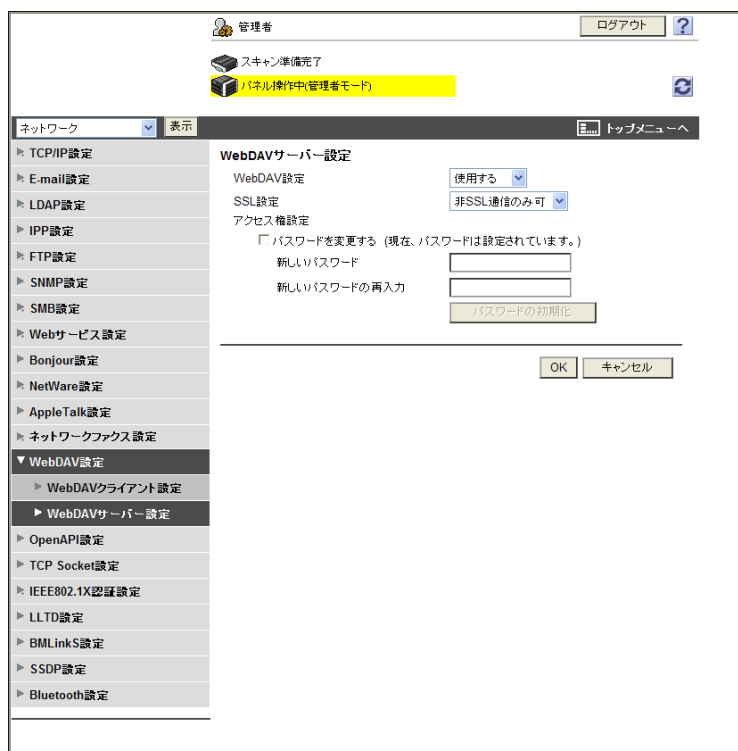 管理者
ログアウト
?
スキャン準備完了
パネル操作中(管理者モード)
ネットワーク 表示
トップメニューへ
TCP/IP設定
E-mail設定
LDAP設定
IPP設定
FTP設定
SNMP設定
SMB設定
Webサービス設定
Bonjour設定
NetWare設定
AppleTalk設定
ネットワークファクス設定
WebDAV設定
WebDAVクライアント設定
WebDAVサーバー設定
OpenAPI設定
TCP Socket設定
IEEE802.1X認証設定
LLTD設定
BMLinkS設定
SSDP設定
Bluetooth設定
WebDAVサーバー設定
WebDAV設定 使用する
SSL設定 非SSL通信のみ可
アクセス権設定
パスワードを変更する (現在、パスワードは設定されています。)
新しいパスワード
新しいパスワードの再入力
パスワードの初期化
OK キャンセル